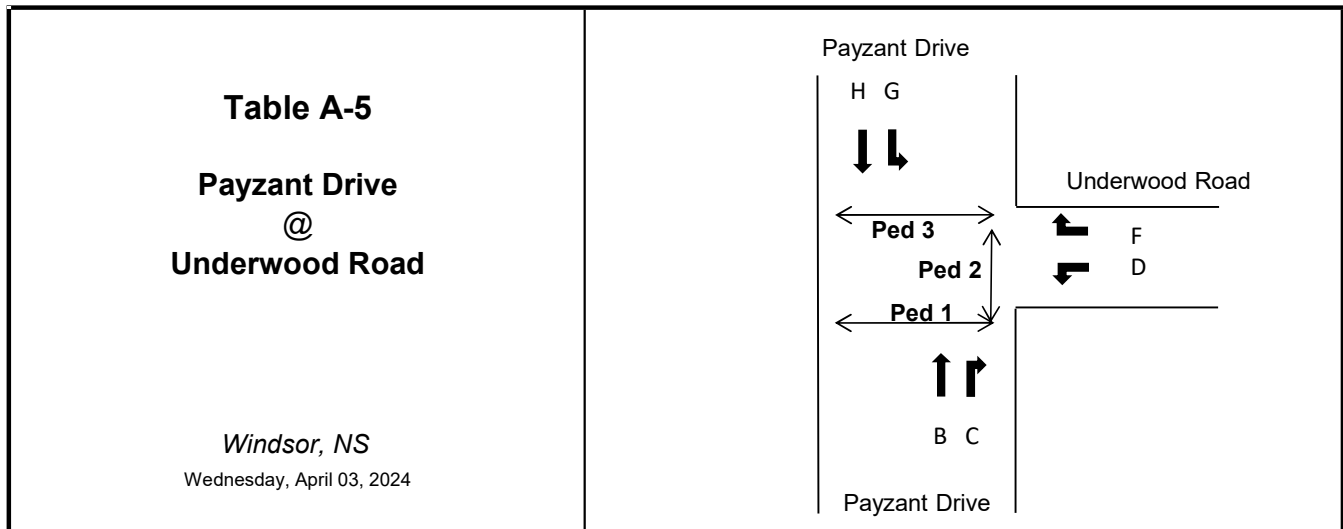 Table A-5
Payzant Drive
@
Underwood Road
Windsor, NS
Wednesday, April 03, 2024
Payzant Drive
H G
Underwood Road
Ped 3
F
Ped 2
D
Ped 1
B C
Payzant Drive